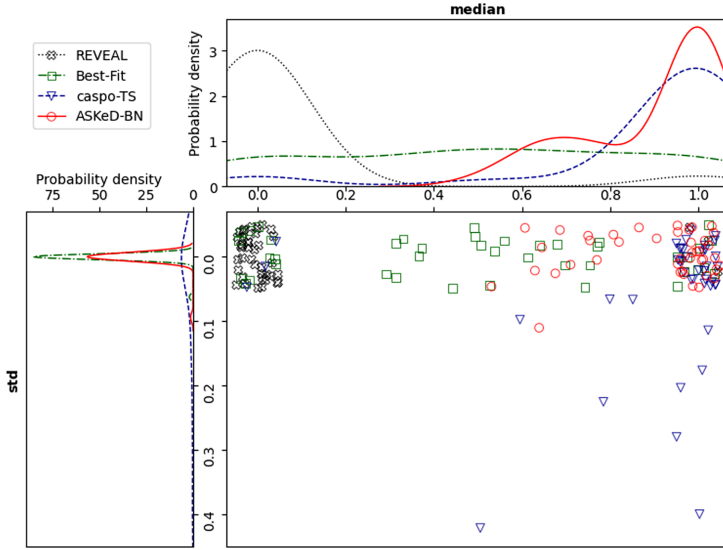 median
REVEAL
Best-Fit
caspo-TS
ASKeD-BN
Probability density
3
2
1
0
0.0 0.2 0.4 0.6 0.8 1.0
Probability density
75 50 25 0
0.0
0.1
0.2
0.3
0.4
std